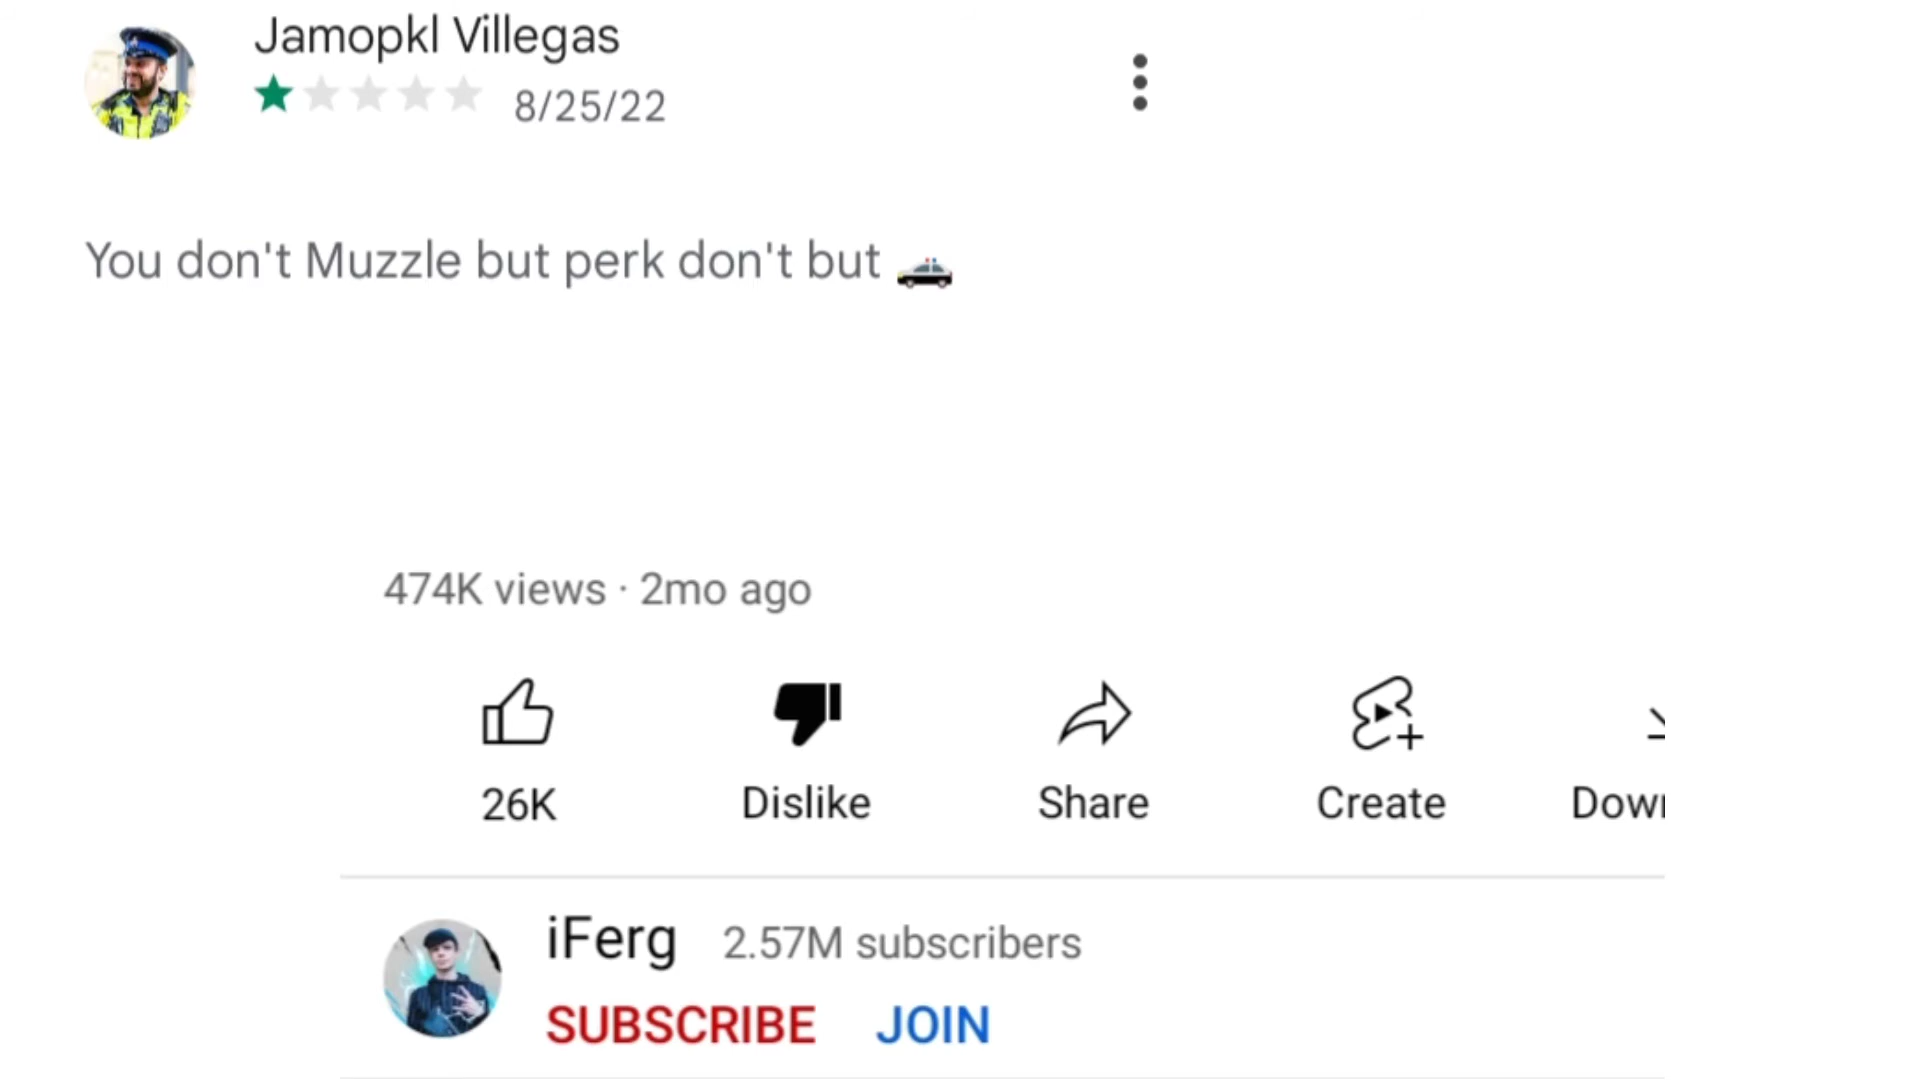 Jamopkl Villegas
8/25/22
You don't Muzzle but perk don't but 🚓
474K views · 2mo ago
26K Dislike Share Create Down
iFerg 2.57M subscribers
SUBSCRIBE JOIN